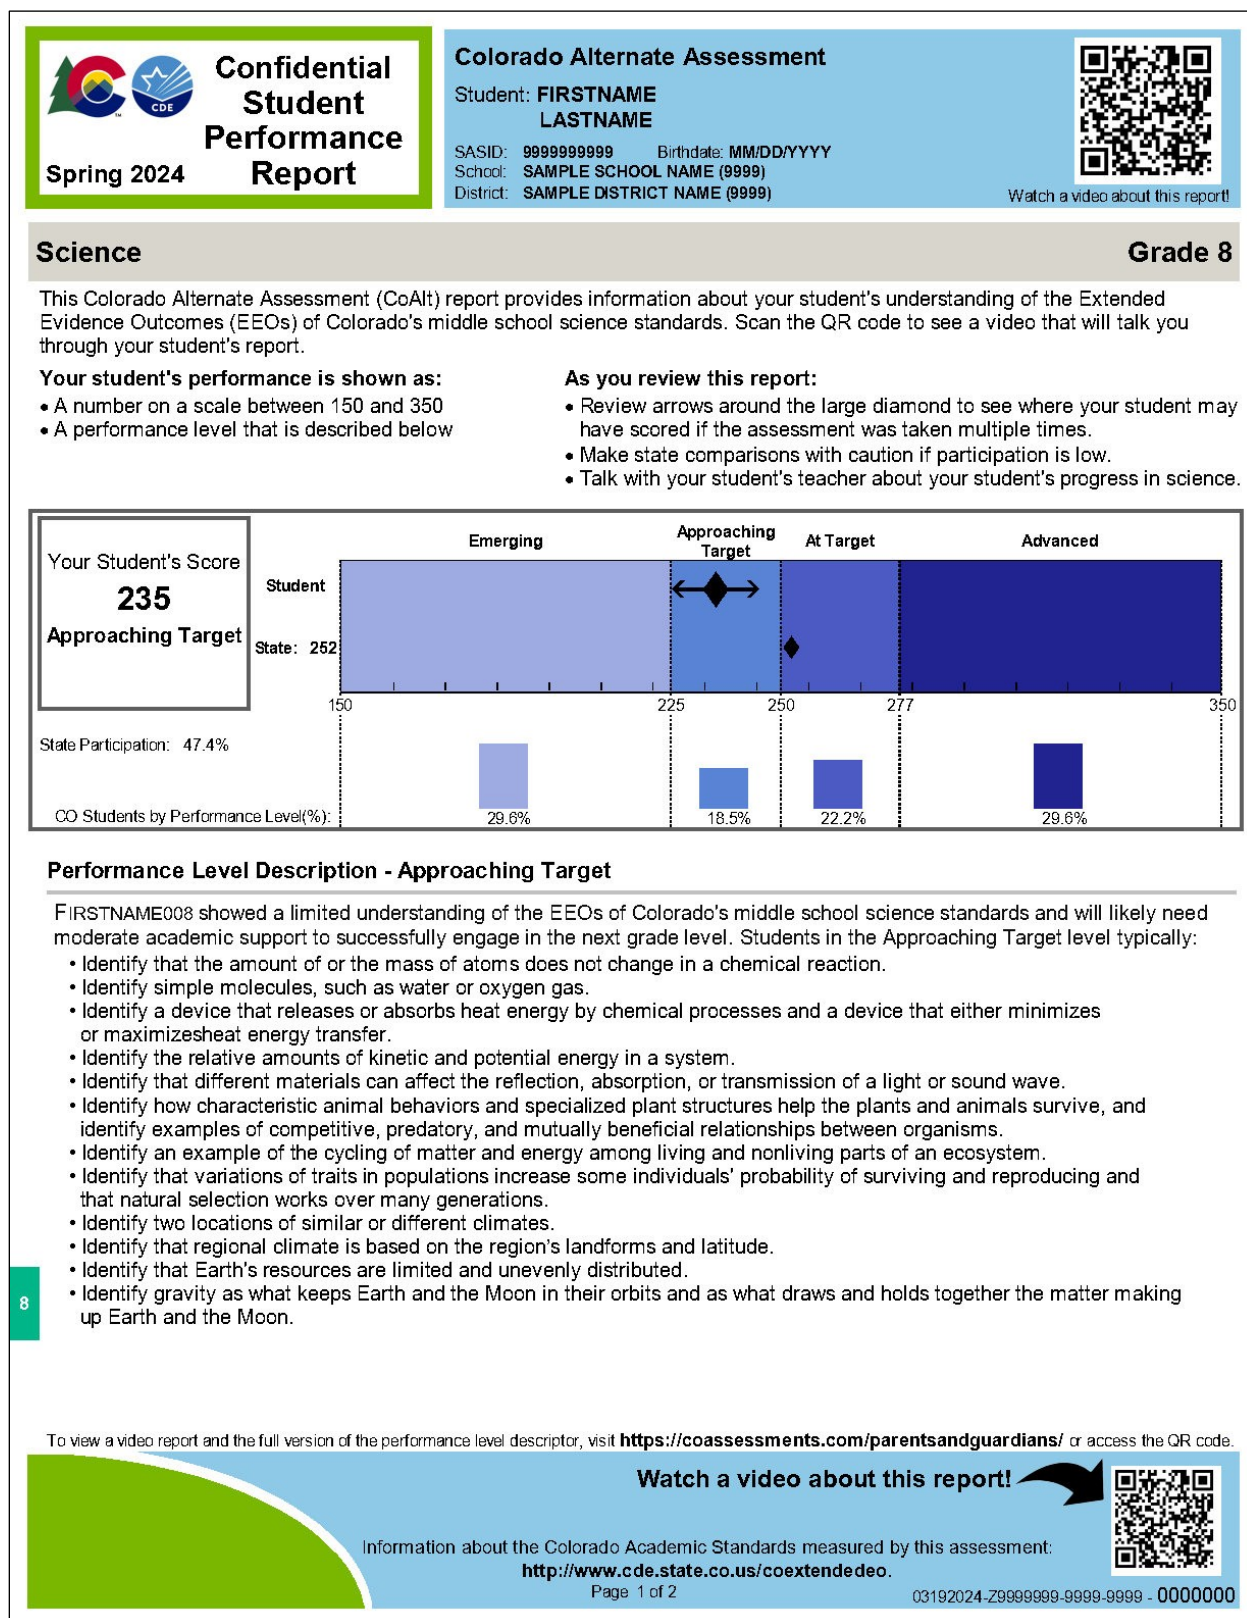 Confidential
Student
Performance
Report
CDE
Spring 2024
Colorado Alternate Assessment
Student: FIRSTNAME
LASTNAME
SASID: 9999999999 Birthdate: MM/DD/YYYY
School: SAMPLE SCHOOL NAME (9999)
District: SAMPLE DISTRICT NAME (9999)
Watch a video about this report!
Science Grade 8
This Colorado Alternate Assessment (CoAlt) report provides information about your student's understanding of the Extended
Evidence Outcomes (EEOs) of Colorado's middle school science standards. Scan the QR code to see a video that will talk you
through your student's report.
Your student's performance is shown as:
• A number on a scale between 150 and 350
• A performance level that is described below
As you review this report:
• Review arrows around the large diamond to see where your student may
have scored if the assessment was taken multiple times.
• Make state comparisons with caution if participation is low.
• Talk with your student's teacher about your student's progress in science.
Your Student's Score
235
Approaching Target
Emerging Approaching Target At Target Advanced
Student
State: 252
150 225 250 277 350
State Participation: 47.4%
CO Students by Performance Level(%): 29.6% 18.5% 22.2% 29.6%
Performance Level Description - Approaching Target
FIRSTNAME008 showed a limited understanding of the EEOs of Colorado's middle school science standards and will likely need
moderate academic support to successfully engage in the next grade level. Students in the Approaching Target level typically:
• Identify that the amount of or the mass of atoms does not change in a chemical reaction.
• Identify simple molecules, such as water or oxygen gas.
• Identify a device that releases or absorbs heat energy by chemical processes and a device that either minimizes
or maximizesheat energy transfer.
• Identify the relative amounts of kinetic and potential energy in a system.
• Identify that different materials can affect the reflection, absorption, or transmission of a light or sound wave.
• Identify how characteristic animal behaviors and specialized plant structures help the plants and animals survive, and
identify examples of competitive, predatory, and mutually beneficial relationships between organisms.
• Identify an example of the cycling of matter and energy among living and nonliving parts of an ecosystem.
• Identify that variations of traits in populations increase some individuals' probability of surviving and reproducing and
that natural selection works over many generations.
• Identify two locations of similar or different climates.
• Identify that regional climate is based on the region's landforms and latitude.
• Identify that Earth's resources are limited and unevenly distributed.
• Identify gravity as what keeps Earth and the Moon in their orbits and as what draws and holds together the matter making
up Earth and the Moon.
8
To view a video report and the full version of the performance level descriptor, visit https://coassessments.com/parentsandguardians/ or access the QR code.
Watch a video about this report!
Information about the Colorado Academic Standards measured by this assessment:
http://www.cde.state.co.us/coextendedeo.
Page 1 of 2
03192024-Z9999999-9999-9999 - 0000000